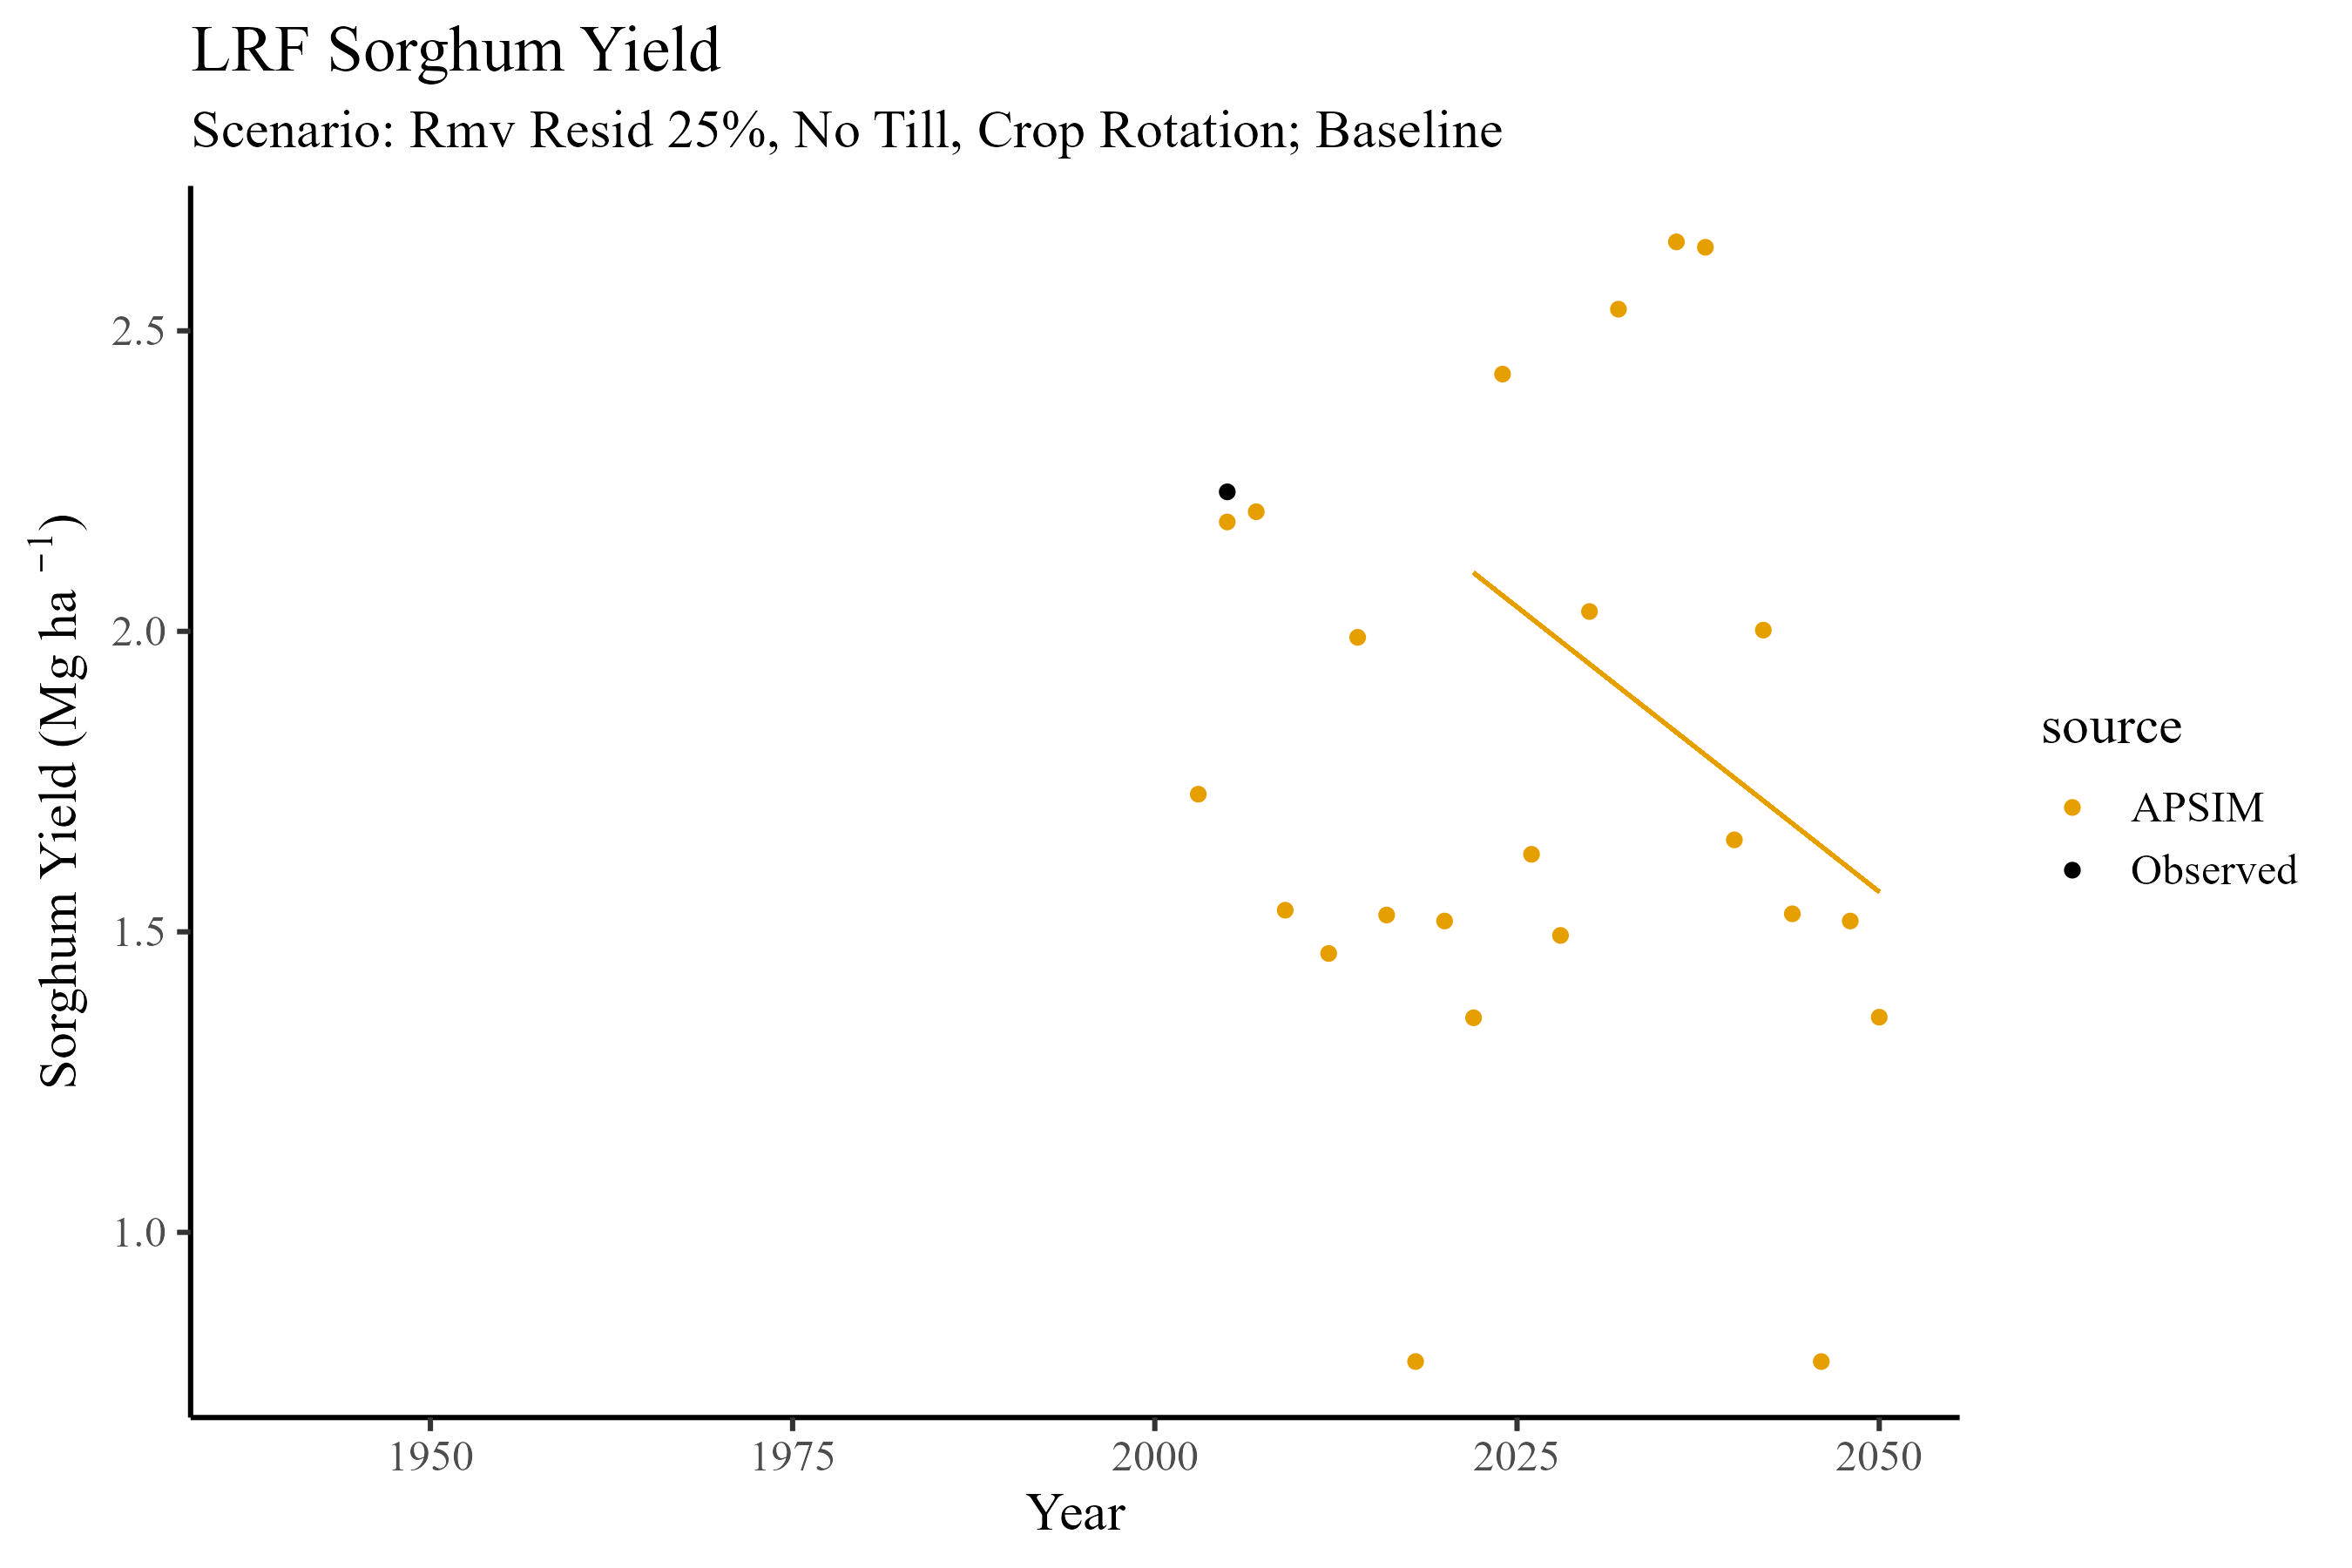 LRF Sorghum Yield
Scenario: Rmv Resid 25%, No Till, Crop Rotation; Baseline
Sorghum Yield (Mg ha ⁻¹)
2.5
2.0
1.5
1.0
1950 1975 2000 2025 2050
Year
source
APSIM
Observed